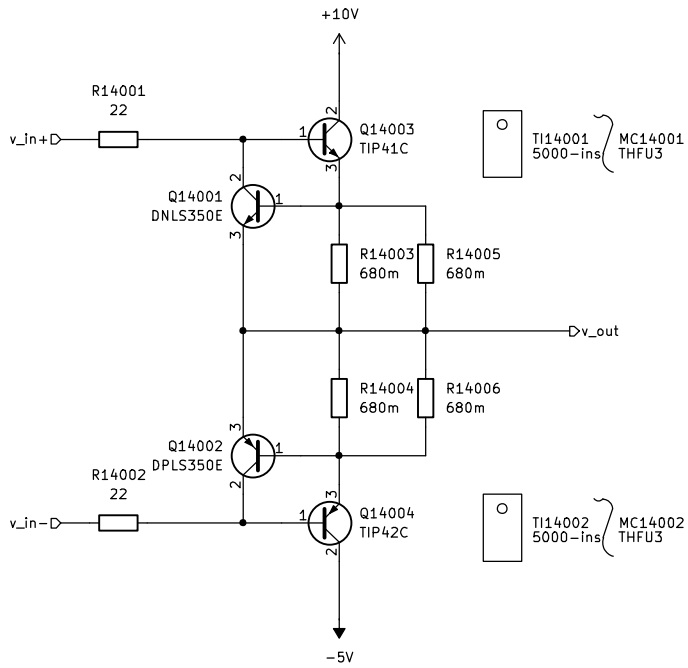 +10V
R14001
22
v_in+
1
2
3
Q14003
TIP41C
TI14001
5000-ins
MC14001
THFU3
Q14001
DNLS350E
2
1
3
R14003
680m
R14005
680m
v_out
R14004
680m
R14006
680m
Q14002
DPLS350E
3
1
2
R14002
22
v_in-
1
3
2
Q14004
TIP42C
TI14002
5000-ins
MC14002
THFU3
-5V